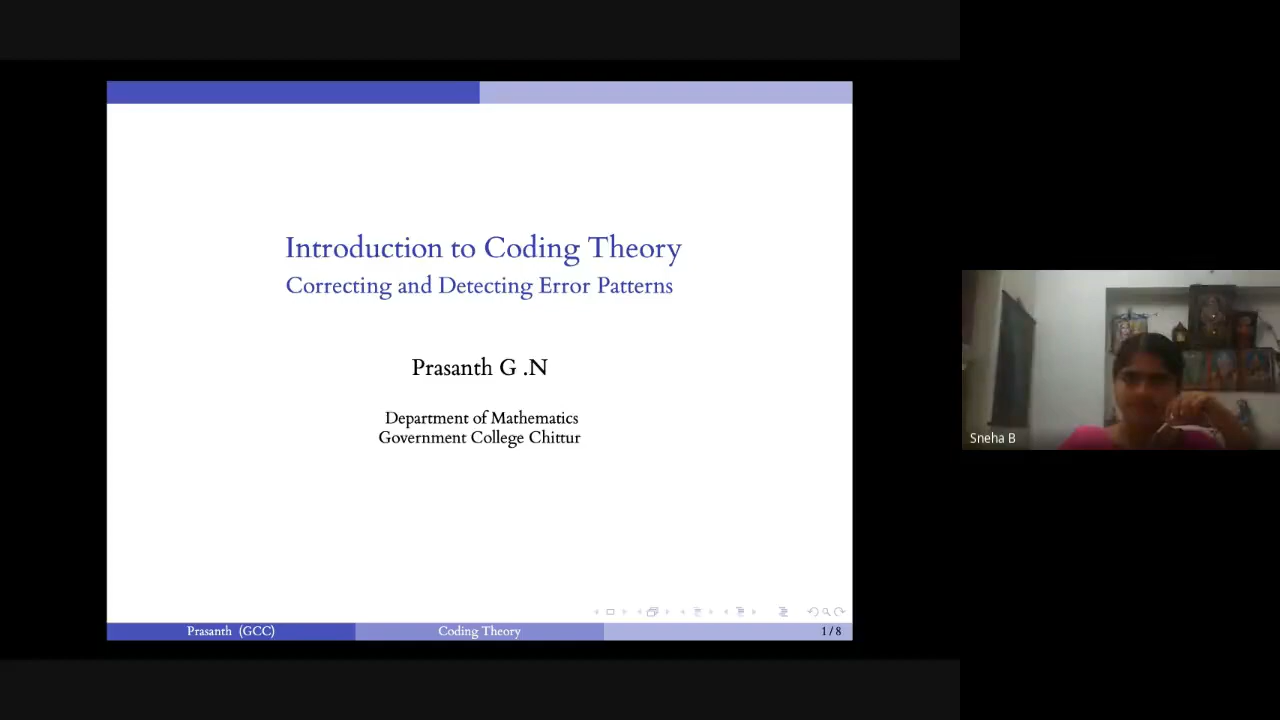 Introduction to Coding Theory
Correcting and Detecting Error Patterns
Prasanth G .N
Department of Mathematics
Government College Chittur
Prasanth (GCC) Coding Theory 1 / 8
Sneha B